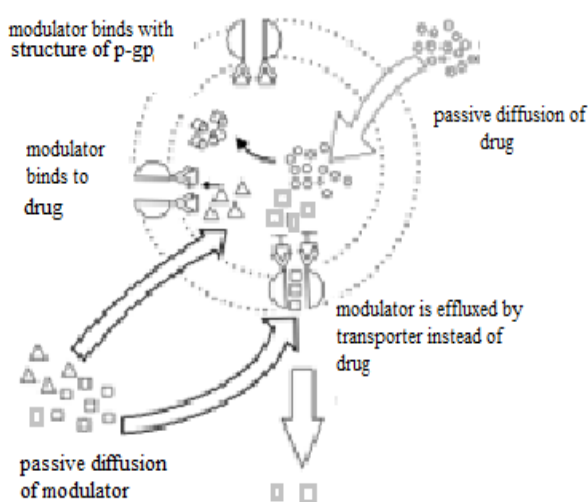 modulator binds with
structure of p-gp
passive diffusion of
drug
modulator
binds to
drug
modulator is effluxed by
transporter instead of
drug
passive diffusion
of modulator